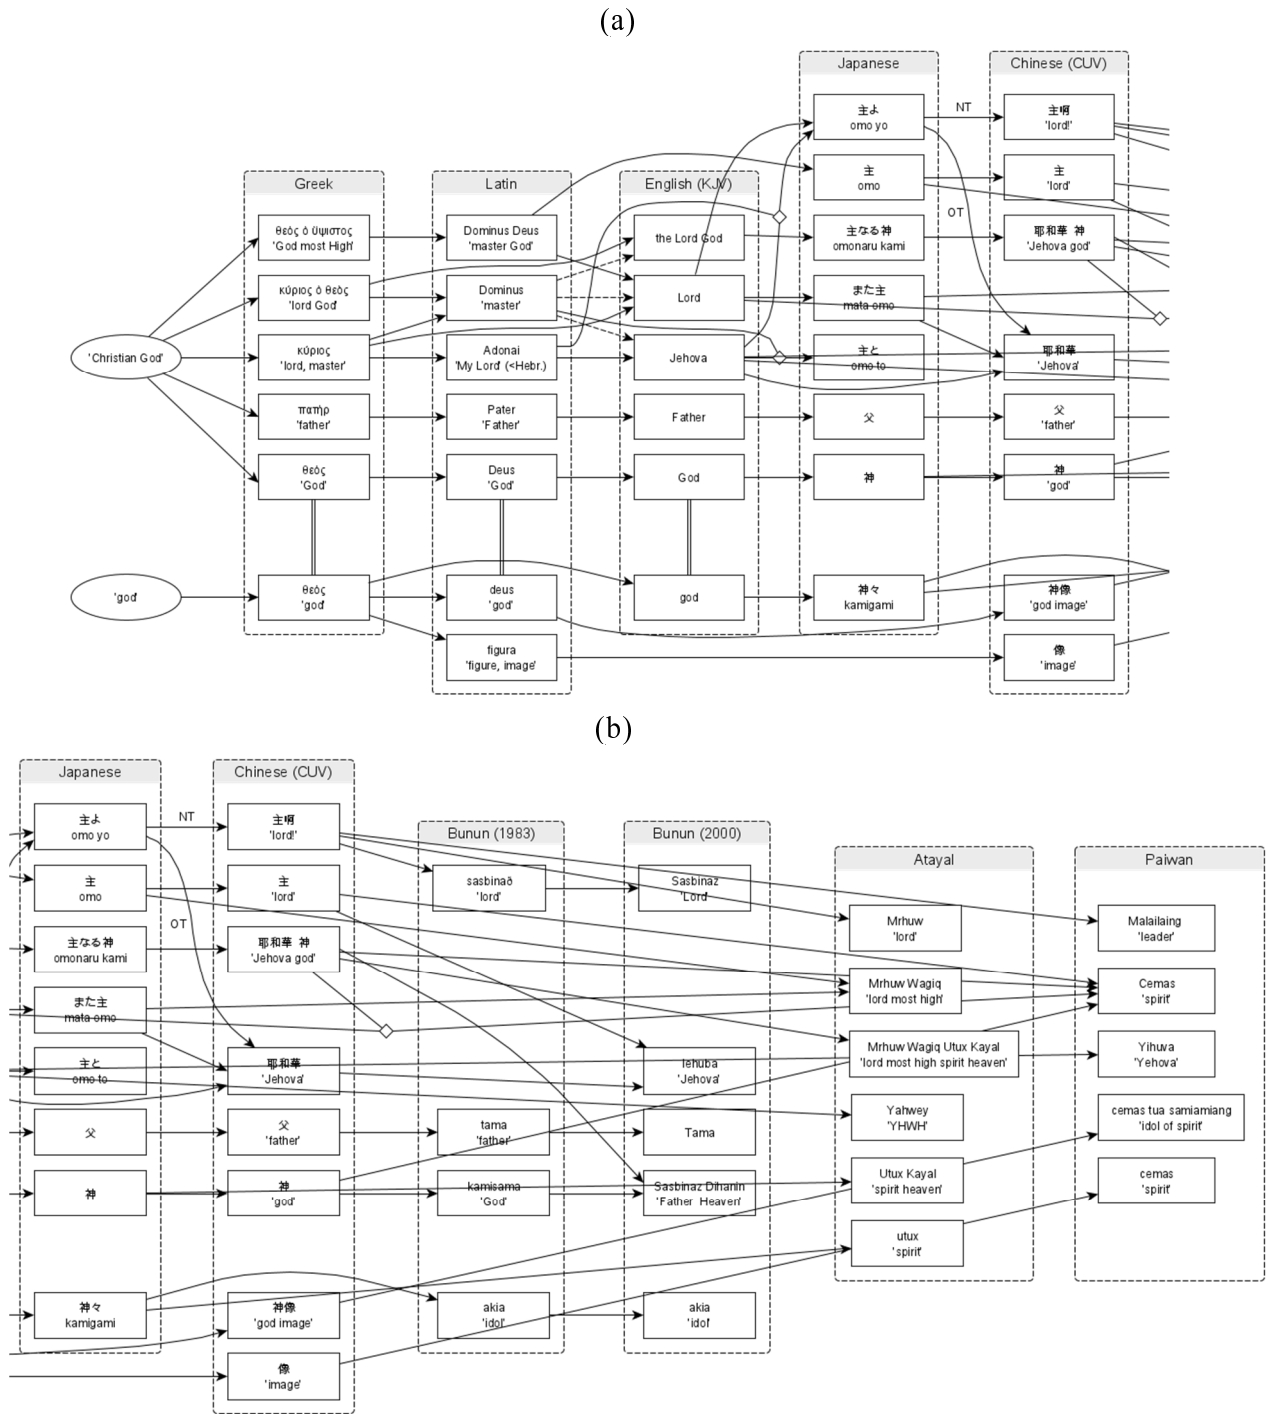 (a)
Japanese
Chinese (CUV)
主よ
omo yo
NT
主啊
'lord!'
主
omo
主
'lord'
Greek
Latin
English (KJV)
OT
θεὸς ὁ ὕψιστος
'God most High'
Dominus Deus
'master God'
the Lord God
主なる神
omonaru kami
耶和華 神
'Jehova god'
κύριος ὁ θεὸς
'lord God'
Dominus
'master'
Lord
また主
mata omo
'Christian God'
κύριος
'lord, master'
Adonai
'My Lord' (<Hebr.)
Jehova
主と
omo to
耶和華
'Jehova'
πατήρ
'father'
Pater
'Father'
Father
父
父
'father'
θεὸς
'God'
Deus
'God'
God
神
神
'god'
'god'
θεὸς
'god'
deus
'god'
god
神々
kamigami
神像
'god image'
figura
'figure, image'
像
'image'
(b)
Japanese
Chinese (CUV)
主よ
omo yo
NT
主啊
'lord!'
Bunun (1983)
Bunun (2000)
Atayal
Paiwan
主
omo
主
'lord'
sasbinað
'lord'
Sasbinaz
'Lord'
OT
Mrhuw
'lord'
Malailaing
'leader'
主なる神
omonaru kami
耶和華 神
'Jehova god'
Mrhuw Wagiq
'lord most high'
Cemas
'spirit'
また主
mata omo
Mrhuw Wagiq Utux Kayal
'lord most high spirit heaven'
Yihuva
'Yehova'
主と
omo to
耶和華
'Jehova'
Iehuba
'Jehova'
Yahwey
'YHWH'
cemas tua samiamiang
'idol of spirit'
父
父
'father'
tama
'father'
Tama
神
神
'god'
kamisama
'God'
Sasbinaz Dihanin
'Father Heaven'
Utux Kayal
'spirit heaven'
cemas
'spirit'
utux
'spirit'
神々
kamigami
神像
'god image'
akia
'idol'
akia
'idol'
像
'image'